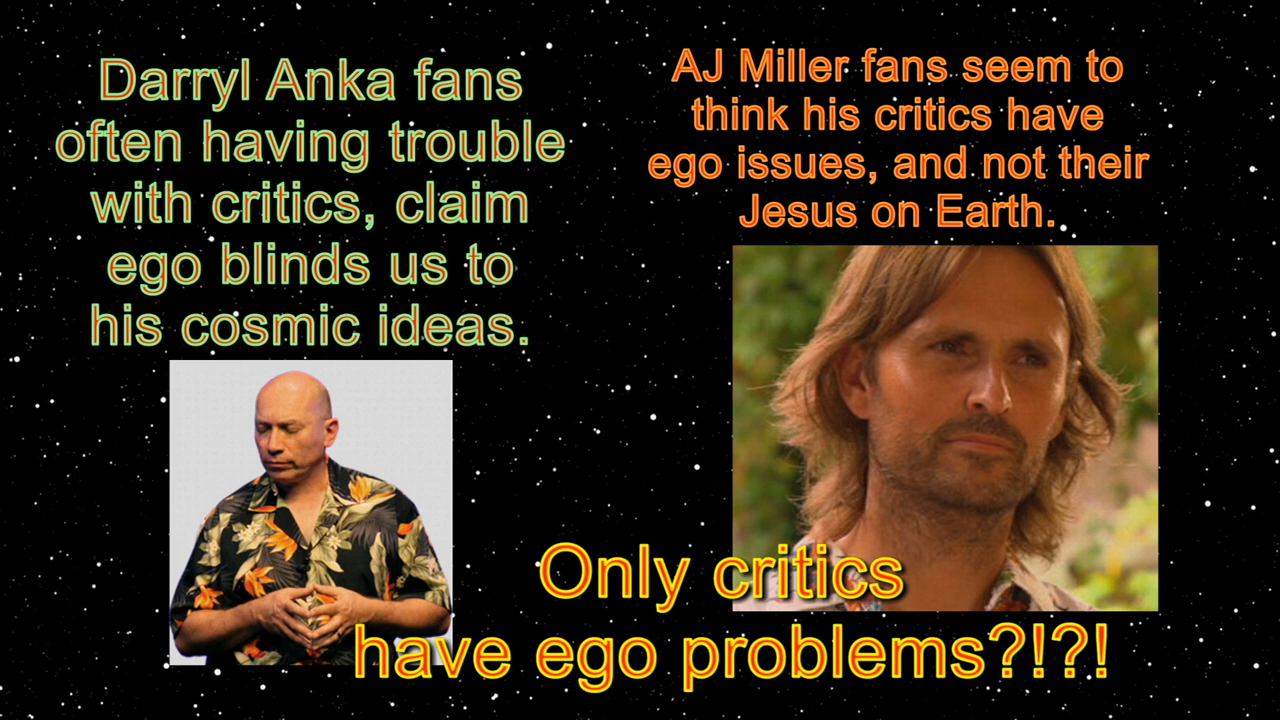 Darryl Anka fans
often having trouble
with critics, claim
ego blinds us to
his cosmic ideas.
AJ Miller fans seem to
think his critics have
ego issues, and not their
Jesus on Earth.
Only critics
have ego problems?!?!